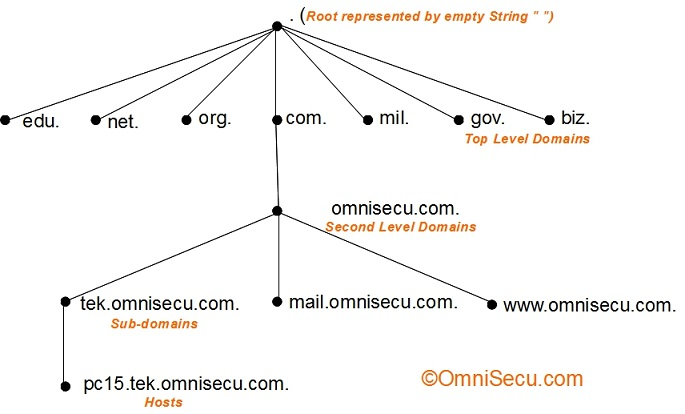 . (Root represented by empty String " ")
edu. net. org. com. mil. gov. biz.
Top Level Domains
omnisecu.com.
Second Level Domains
tek.omnisecu.com. mail.omnisecu.com. www.omnisecu.com.
Sub-domains
pc15.tek.omnisecu.com.
Hosts
©OmniSecu.com